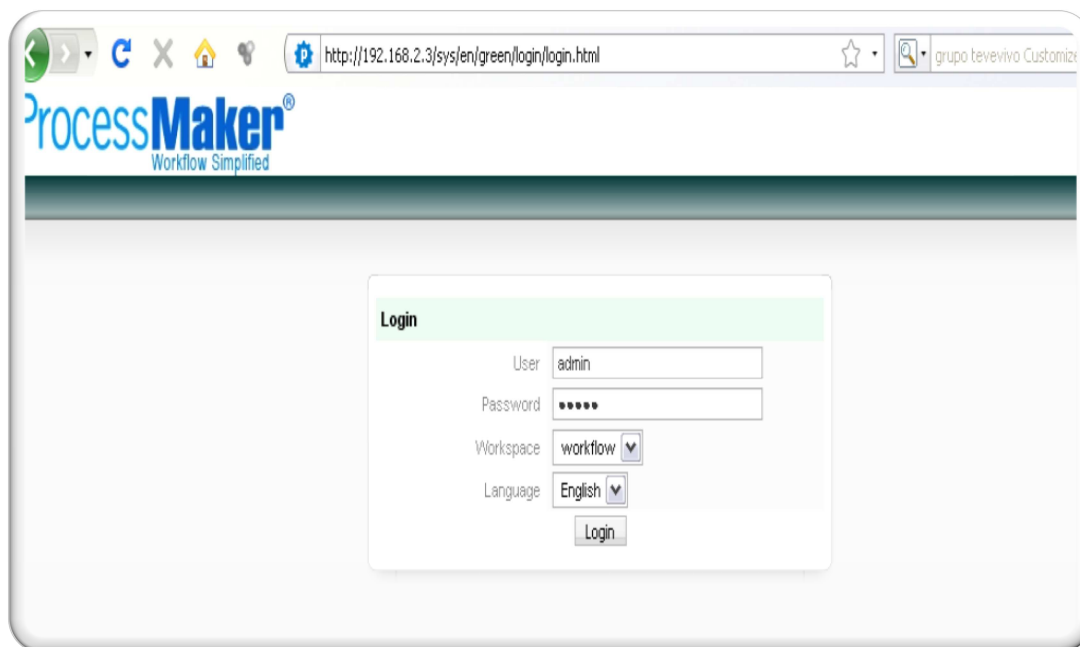 http://192.168.2.3/sys/en/green/login/login.html
grupo tevevivo Customize
ProcessMaker®
Workflow Simplified
Login
User admin
Password •••••
Workspace workflow
Language English
Login